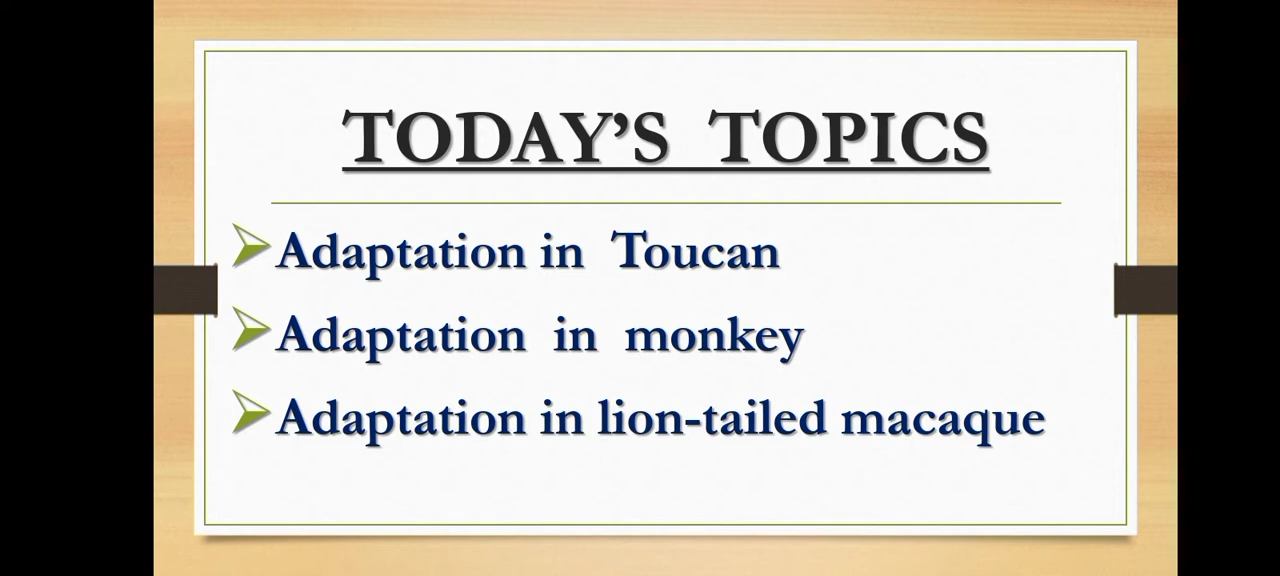 TODAY’S TOPICS
Adaptation in Toucan
Adaptation in monkey
Adaptation in lion-tailed macaque